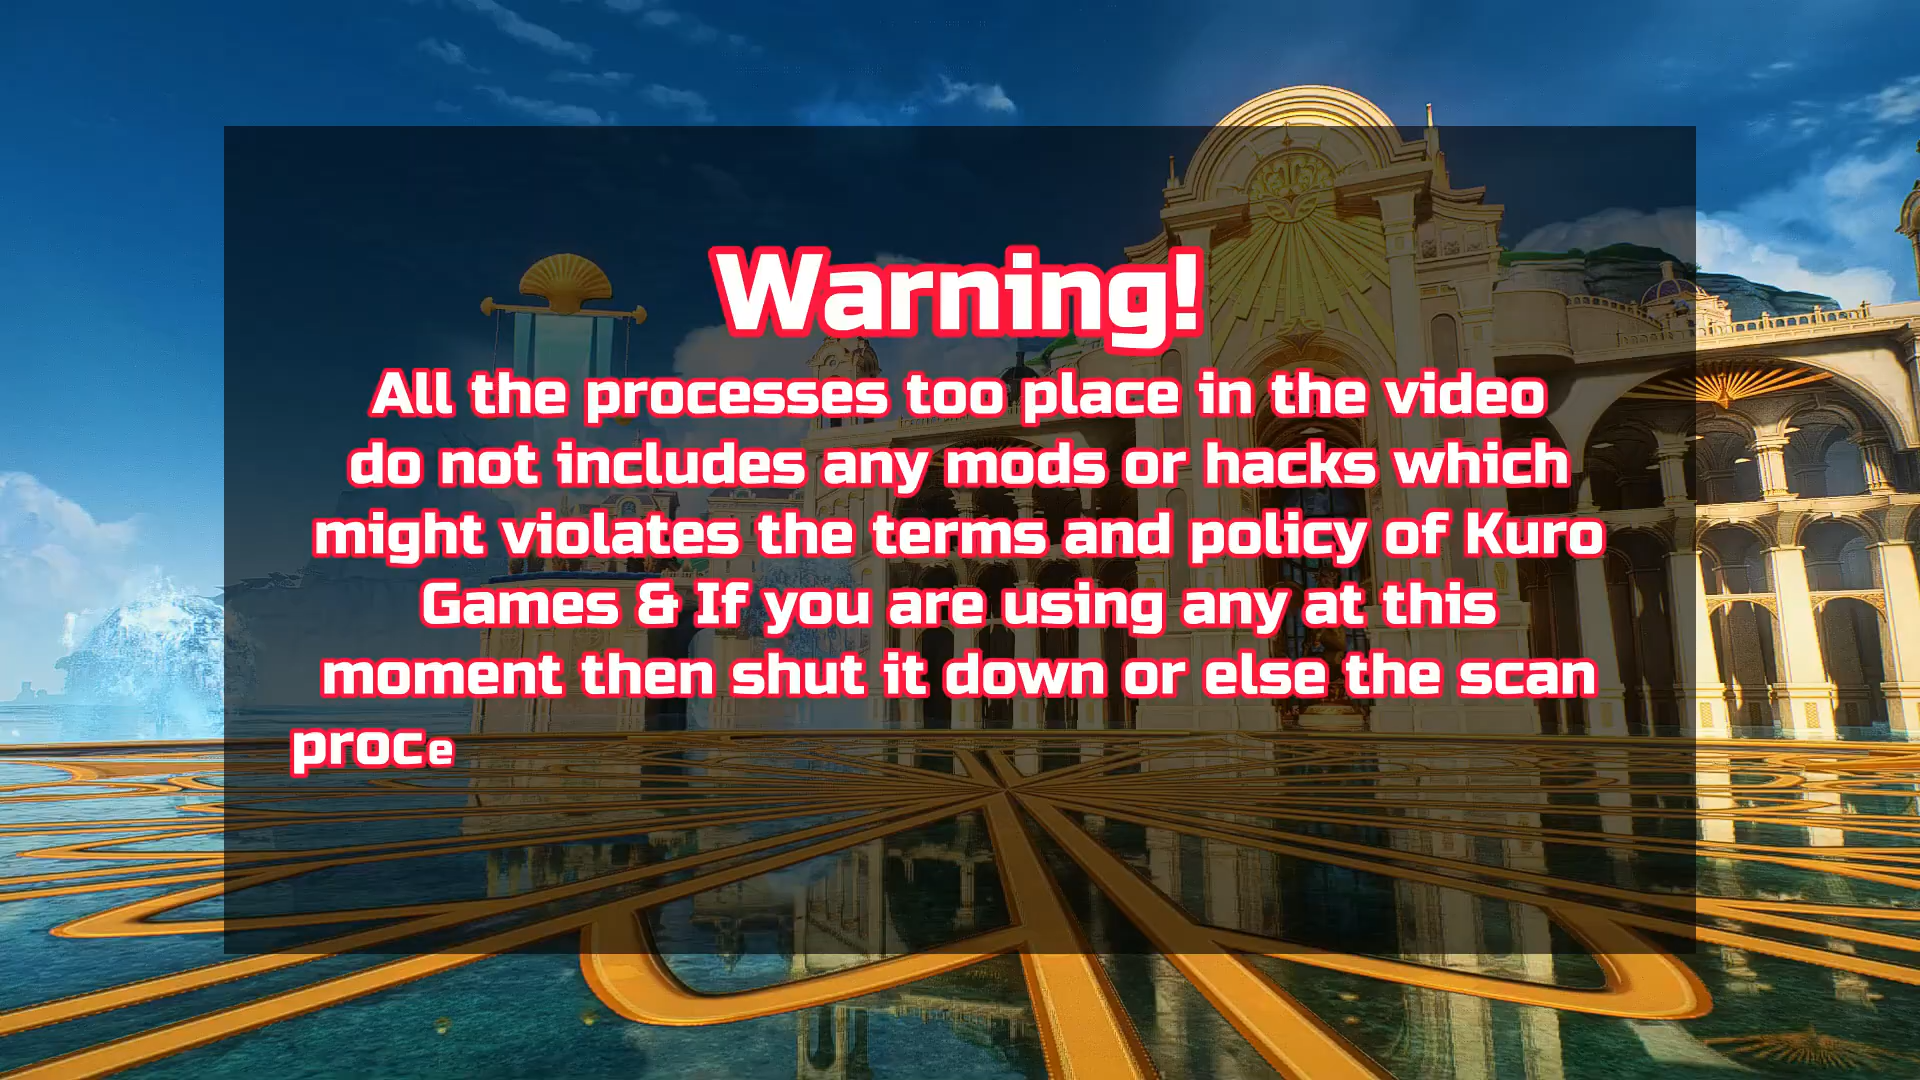 Warning!
All the processes too place in the video
do not includes any mods or hacks which
might violates the terms and policy of Kuro
Games & If you are using any at this
moment then shut it down or else the scan
proce